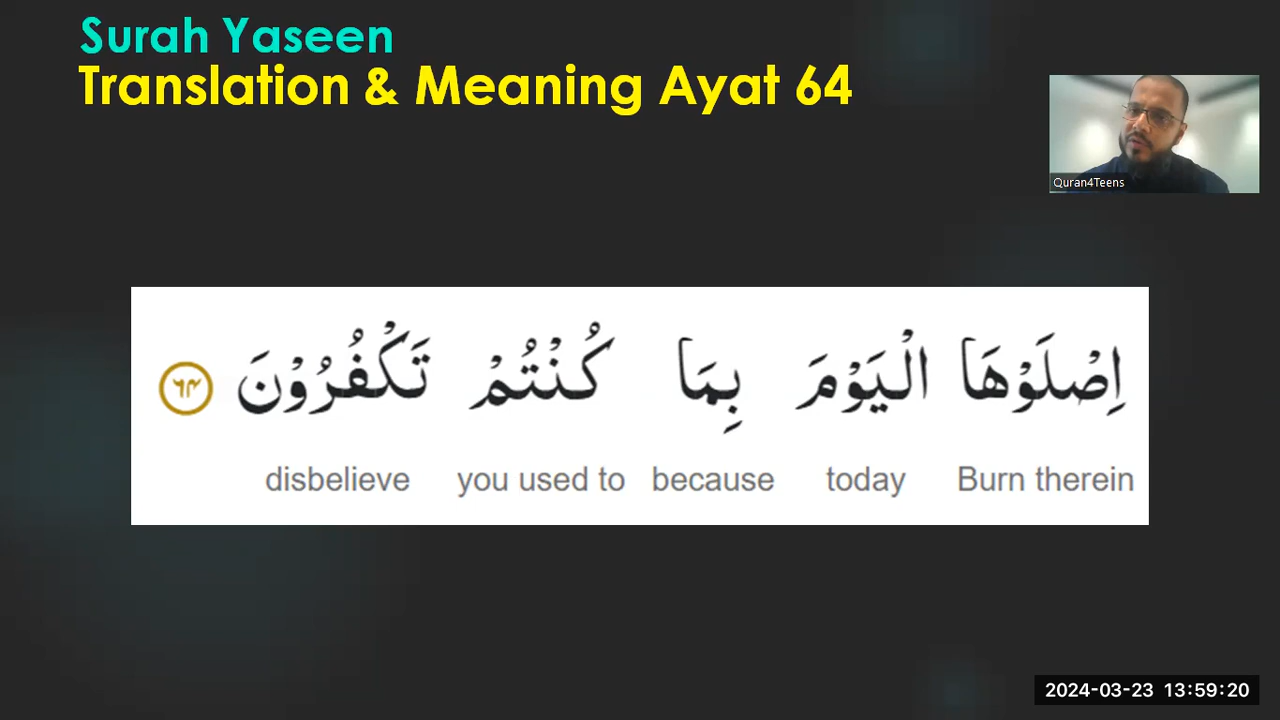 Surah Yaseen
Translation & Meaning Ayat 64
Quran4Teens
اِصْلَوْهَا الْيَوْمَ بِمَا كُنْتُمْ تَكْفُرُوْنَ ۶۴
disbelieve you used to because today Burn therein
2024-03-23 13:59:20